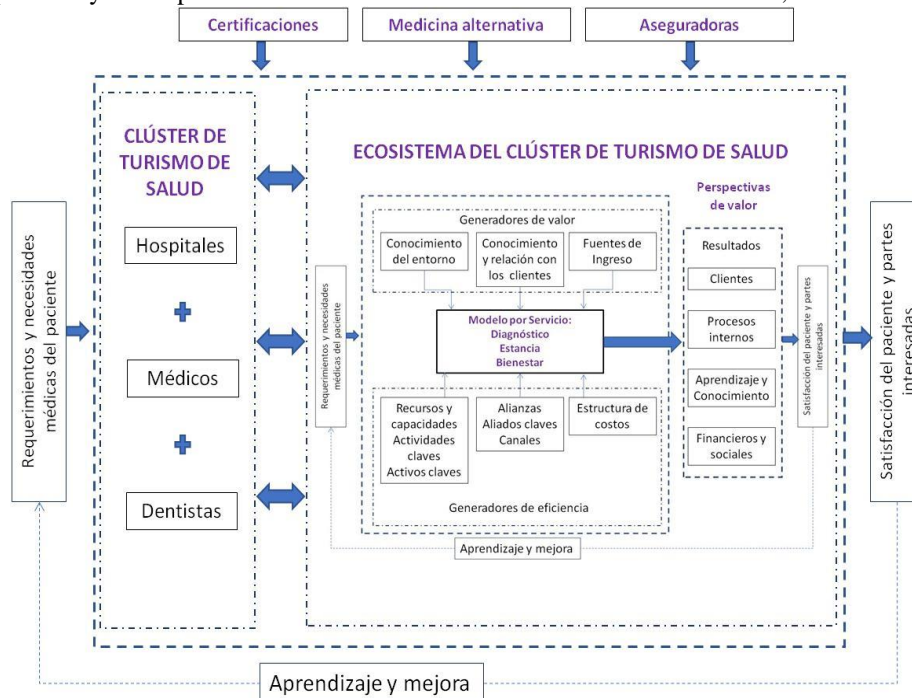 Certificaciones
Medicina alternativa
Aseguradoras
CLÚSTER DE
TURISMO DE
SALUD
Hospitales
Médicos
Dentistas
Requerimientos y necesidades
médicas del paciente
ECOSISTEMA DEL CLÚSTER DE TURISMO DE SALUD
Requerimientos y necesidades
médicas del paciente
Generadores de valor
Conocimiento
del entorno
Conocimiento
y relación con
los clientes
Fuentes de
Ingreso
Modelo por Servicio:
Diagnóstico
Estancia
Bienestar
Recursos y
capacidades
Actividades
claves
Activos claves
Alianzas
Aliados claves
Canales
Estructura de
costos
Generadores de eficiencia
Perspectivas
de valor
Resultados
Clientes
Procesos
internos
Aprendizaje y
Conocimiento
Financieros y
sociales
Satisfacción del paciente y partes
interesadas
Aprendizaje y mejora
Satisfacción del paciente y partes
interesadas
Aprendizaje y mejora